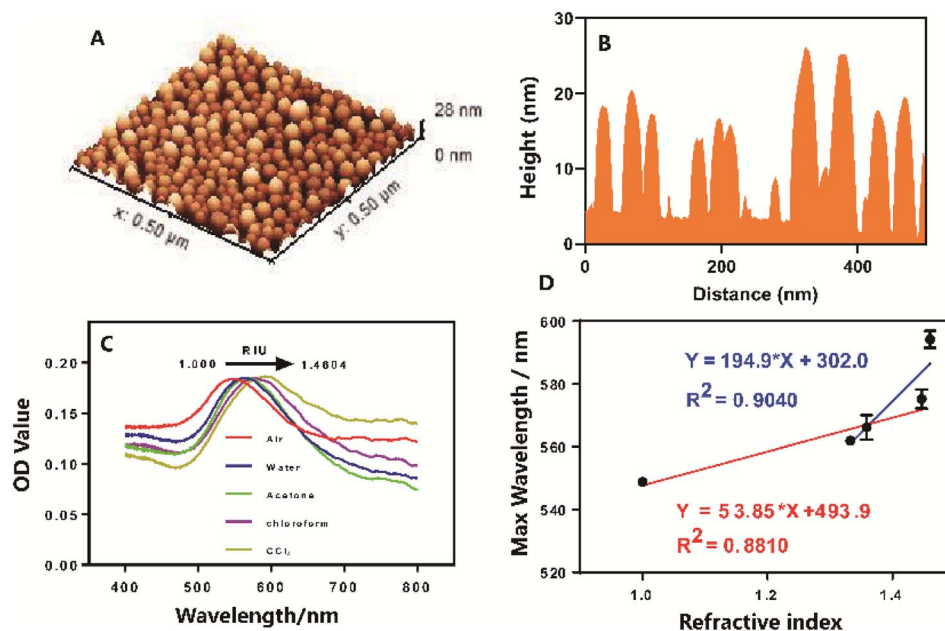 A
28 nm
0 nm
x: 0.50 µm
y: 0.50 µm
B
30
20
10
0
Height (nm)
0
200
400
Distance (nm)
C
RIU
1.000
1.4604
0.20
0.15
0.10
0.05
0.00
OD Value
Air
Water
Acetone
chloroform
CCl₄
400
500
600
700
800
Wavelength/nm
D
600
580
560
540
520
Max Wavelength / nm
Y = 194.9*X + 302.0
R² = 0.9040
Y = 53.85*X +493.9
R² = 0.8810
1.0
1.2
1.4
Refractive index